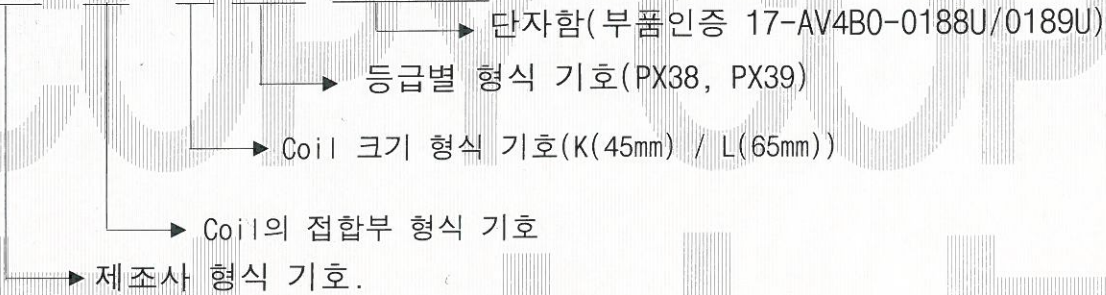 단자함(부품인증 17-AV4B0-0188U/0189U)
등급별 형식 기호(PX38, PX39)
Coil 크기 형식 기호(K(45mm) / L(65mm))
Coil의 접합부 형식 기호
제조사 형식 기호.